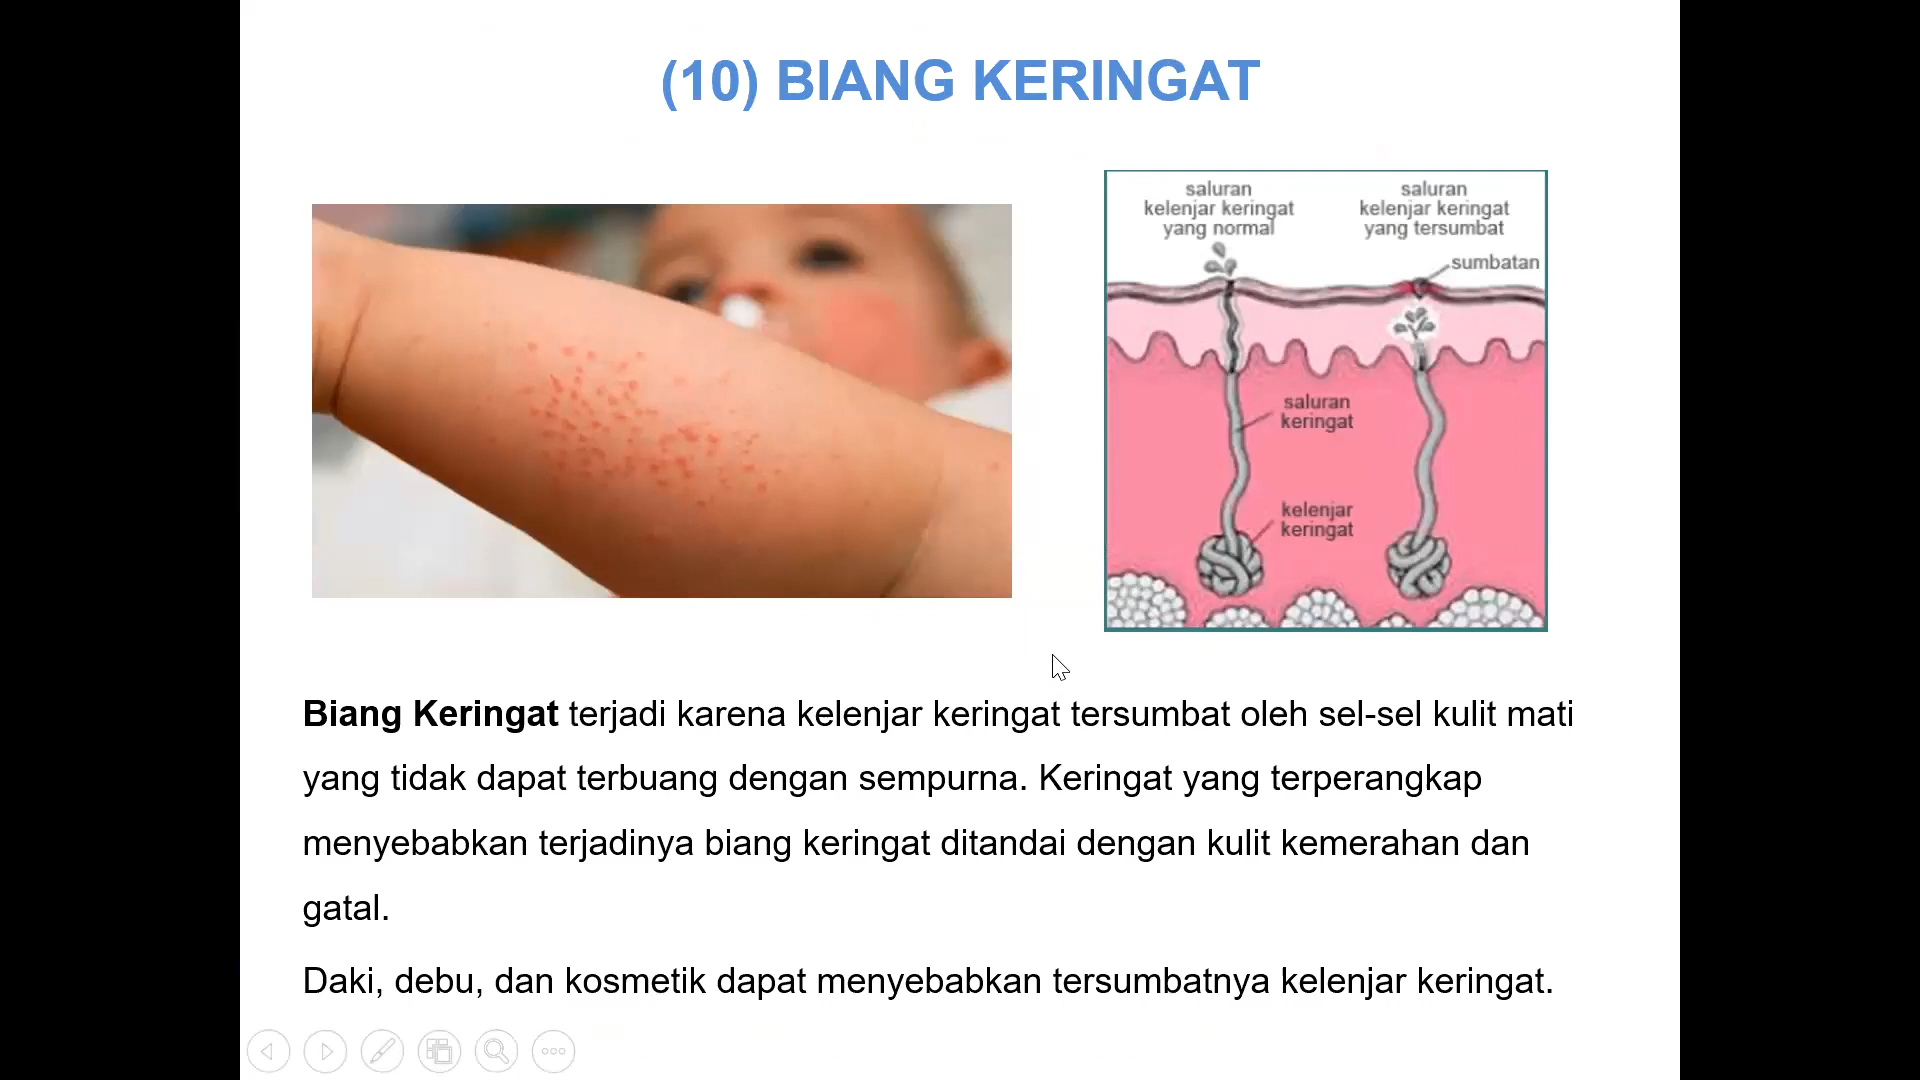 (10) BIANG KERINGAT
saluran
kelenjar keringat
yang normal
saluran
kelenjar keringat
yang tersumbat
sumbatan
saluran
keringat
kelenjar
keringat
Biang Keringat terjadi karena kelenjar keringat tersumbat oleh sel-sel kulit mati
yang tidak dapat terbuang dengan sempurna. Keringat yang terperangkap
menyebabkan terjadinya biang keringat ditandai dengan kulit kemerahan dan
gatal.
Daki, debu, dan kosmetik dapat menyebabkan tersumbatnya kelenjar keringat.